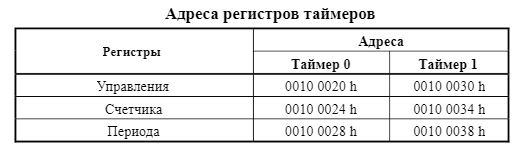 Адреса регистров таймеров
Регистры Адреса
Таймер 0 Таймер 1
Управления 0010 0020 h 0010 0030 h
Счетчика 0010 0024 h 0010 0034 h
Периода 0010 0028 h 0010 0038 h